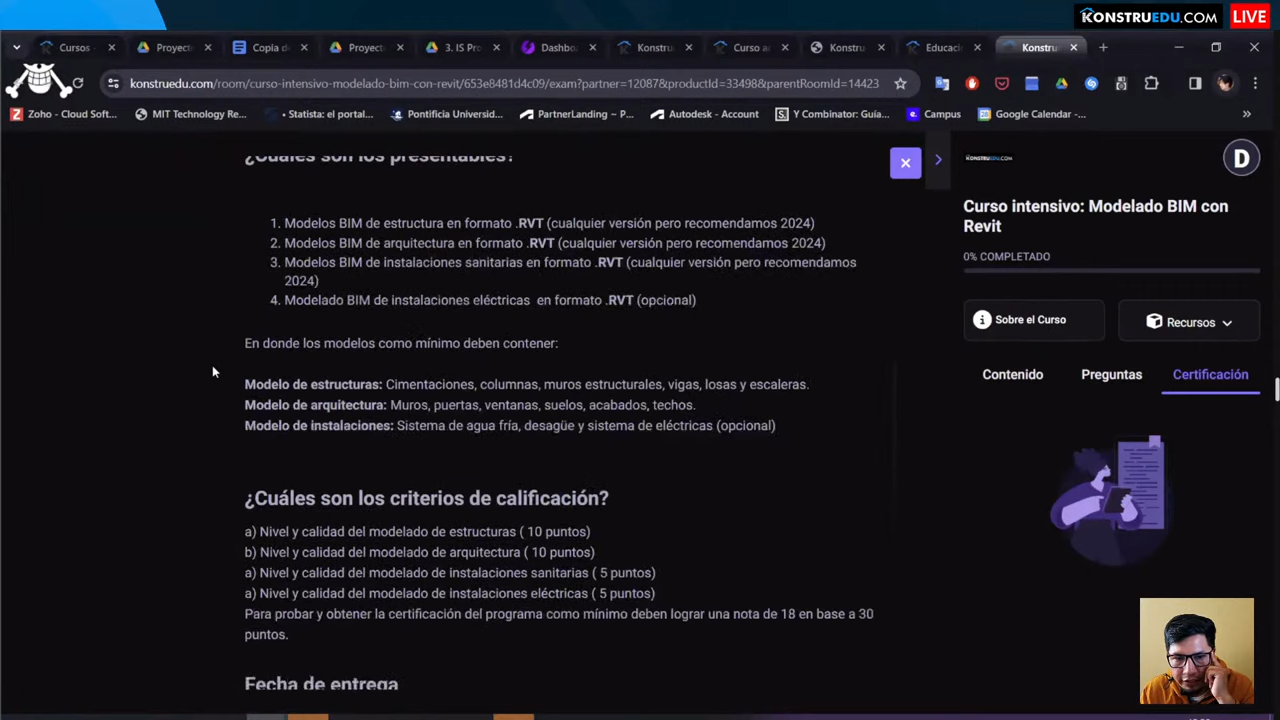 KONSTRUEDU.COM LIVE
Cursos
Proyecto
Copia d
Proyect
3. IS Pro
Dashbo
Konstru
Curso a
Konstru
Educaci
Konstru
konstruedu.com/room/curso-intensivo-modelado-bim-con-revit/653e8481d4c09/exam?partner=12087&productId=33498&parentRoomId=14423
Zoho - Cloud Soft...
MIT Technology Re...
Statista: el portal...
Pontificia Universid...
PartnerLanding – P...
Autodesk - Account
Y Combinator: Guía...
Campus
Google Calendar -...
¿Cuáles son los presentables?
1. Modelos BIM de estructura en formato .RVT (cualquier versión pero recomendamos 2024)
2. Modelos BIM de arquitectura en formato .RVT (cualquier versión pero recomendamos 2024)
3. Modelos BIM de instalaciones sanitarias en formato .RVT (cualquier versión pero recomendamos
2024)
4. Modelado BIM de instalaciones eléctricas en formato .RVT (opcional)
En donde los modelos como mínimo deben contener:
Modelo de estructuras: Cimentaciones, columnas, muros estructurales, vigas, losas y escaleras.
Modelo de arquitectura: Muros, puertas, ventanas, suelos, acabados, techos.
Modelo de instalaciones: Sistema de agua fría, desagüe y sistema de eléctricas (opcional)
¿Cuáles son los criterios de calificación?
a) Nivel y calidad del modelado de estructuras ( 10 puntos)
b) Nivel y calidad del modelado de arquitectura ( 10 puntos)
a) Nivel y calidad del modelado de instalaciones sanitarias ( 5 puntos)
a) Nivel y calidad del modelado de instalaciones eléctricas ( 5 puntos)
Para probar y obtener la certificación del programa como mínimo deben lograr una nota de 18 en base a 30
puntos.
Fecha de entrega
KONSTRUEDU.COM
D
Curso intensivo: Modelado BIM con
Revit
0% COMPLETADO
Sobre el Curso
Recursos
Contenido
Preguntas
Certificación